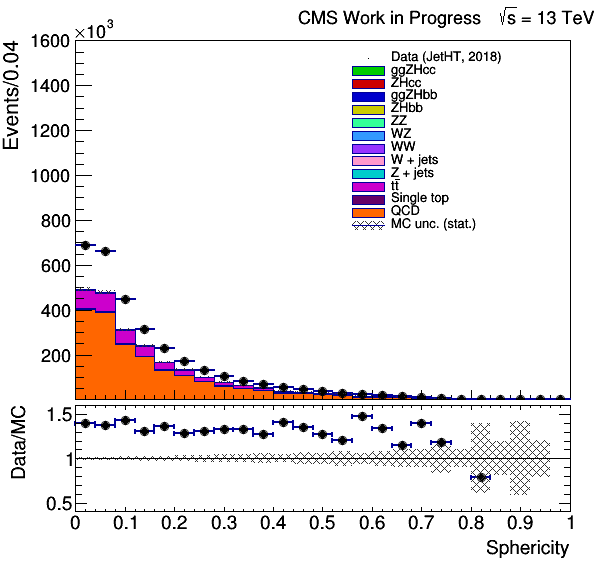 CMS Work in Progress √s = 13 TeV
×10³
Events/0.04
1600
1400
1200
1000
800
600
400
200
Data (JetHT, 2018)
ggZHcc
ZHcc
ggZHbb
ZHbb
ZZ
WZ
WW
W + jets
Z + jets
tt̄
Single top
QCD
MC unc. (stat.)
Data/MC
1.5
1
0.5
0 0.1 0.2 0.3 0.4 0.5 0.6 0.7 0.8 0.9 1
Sphericity